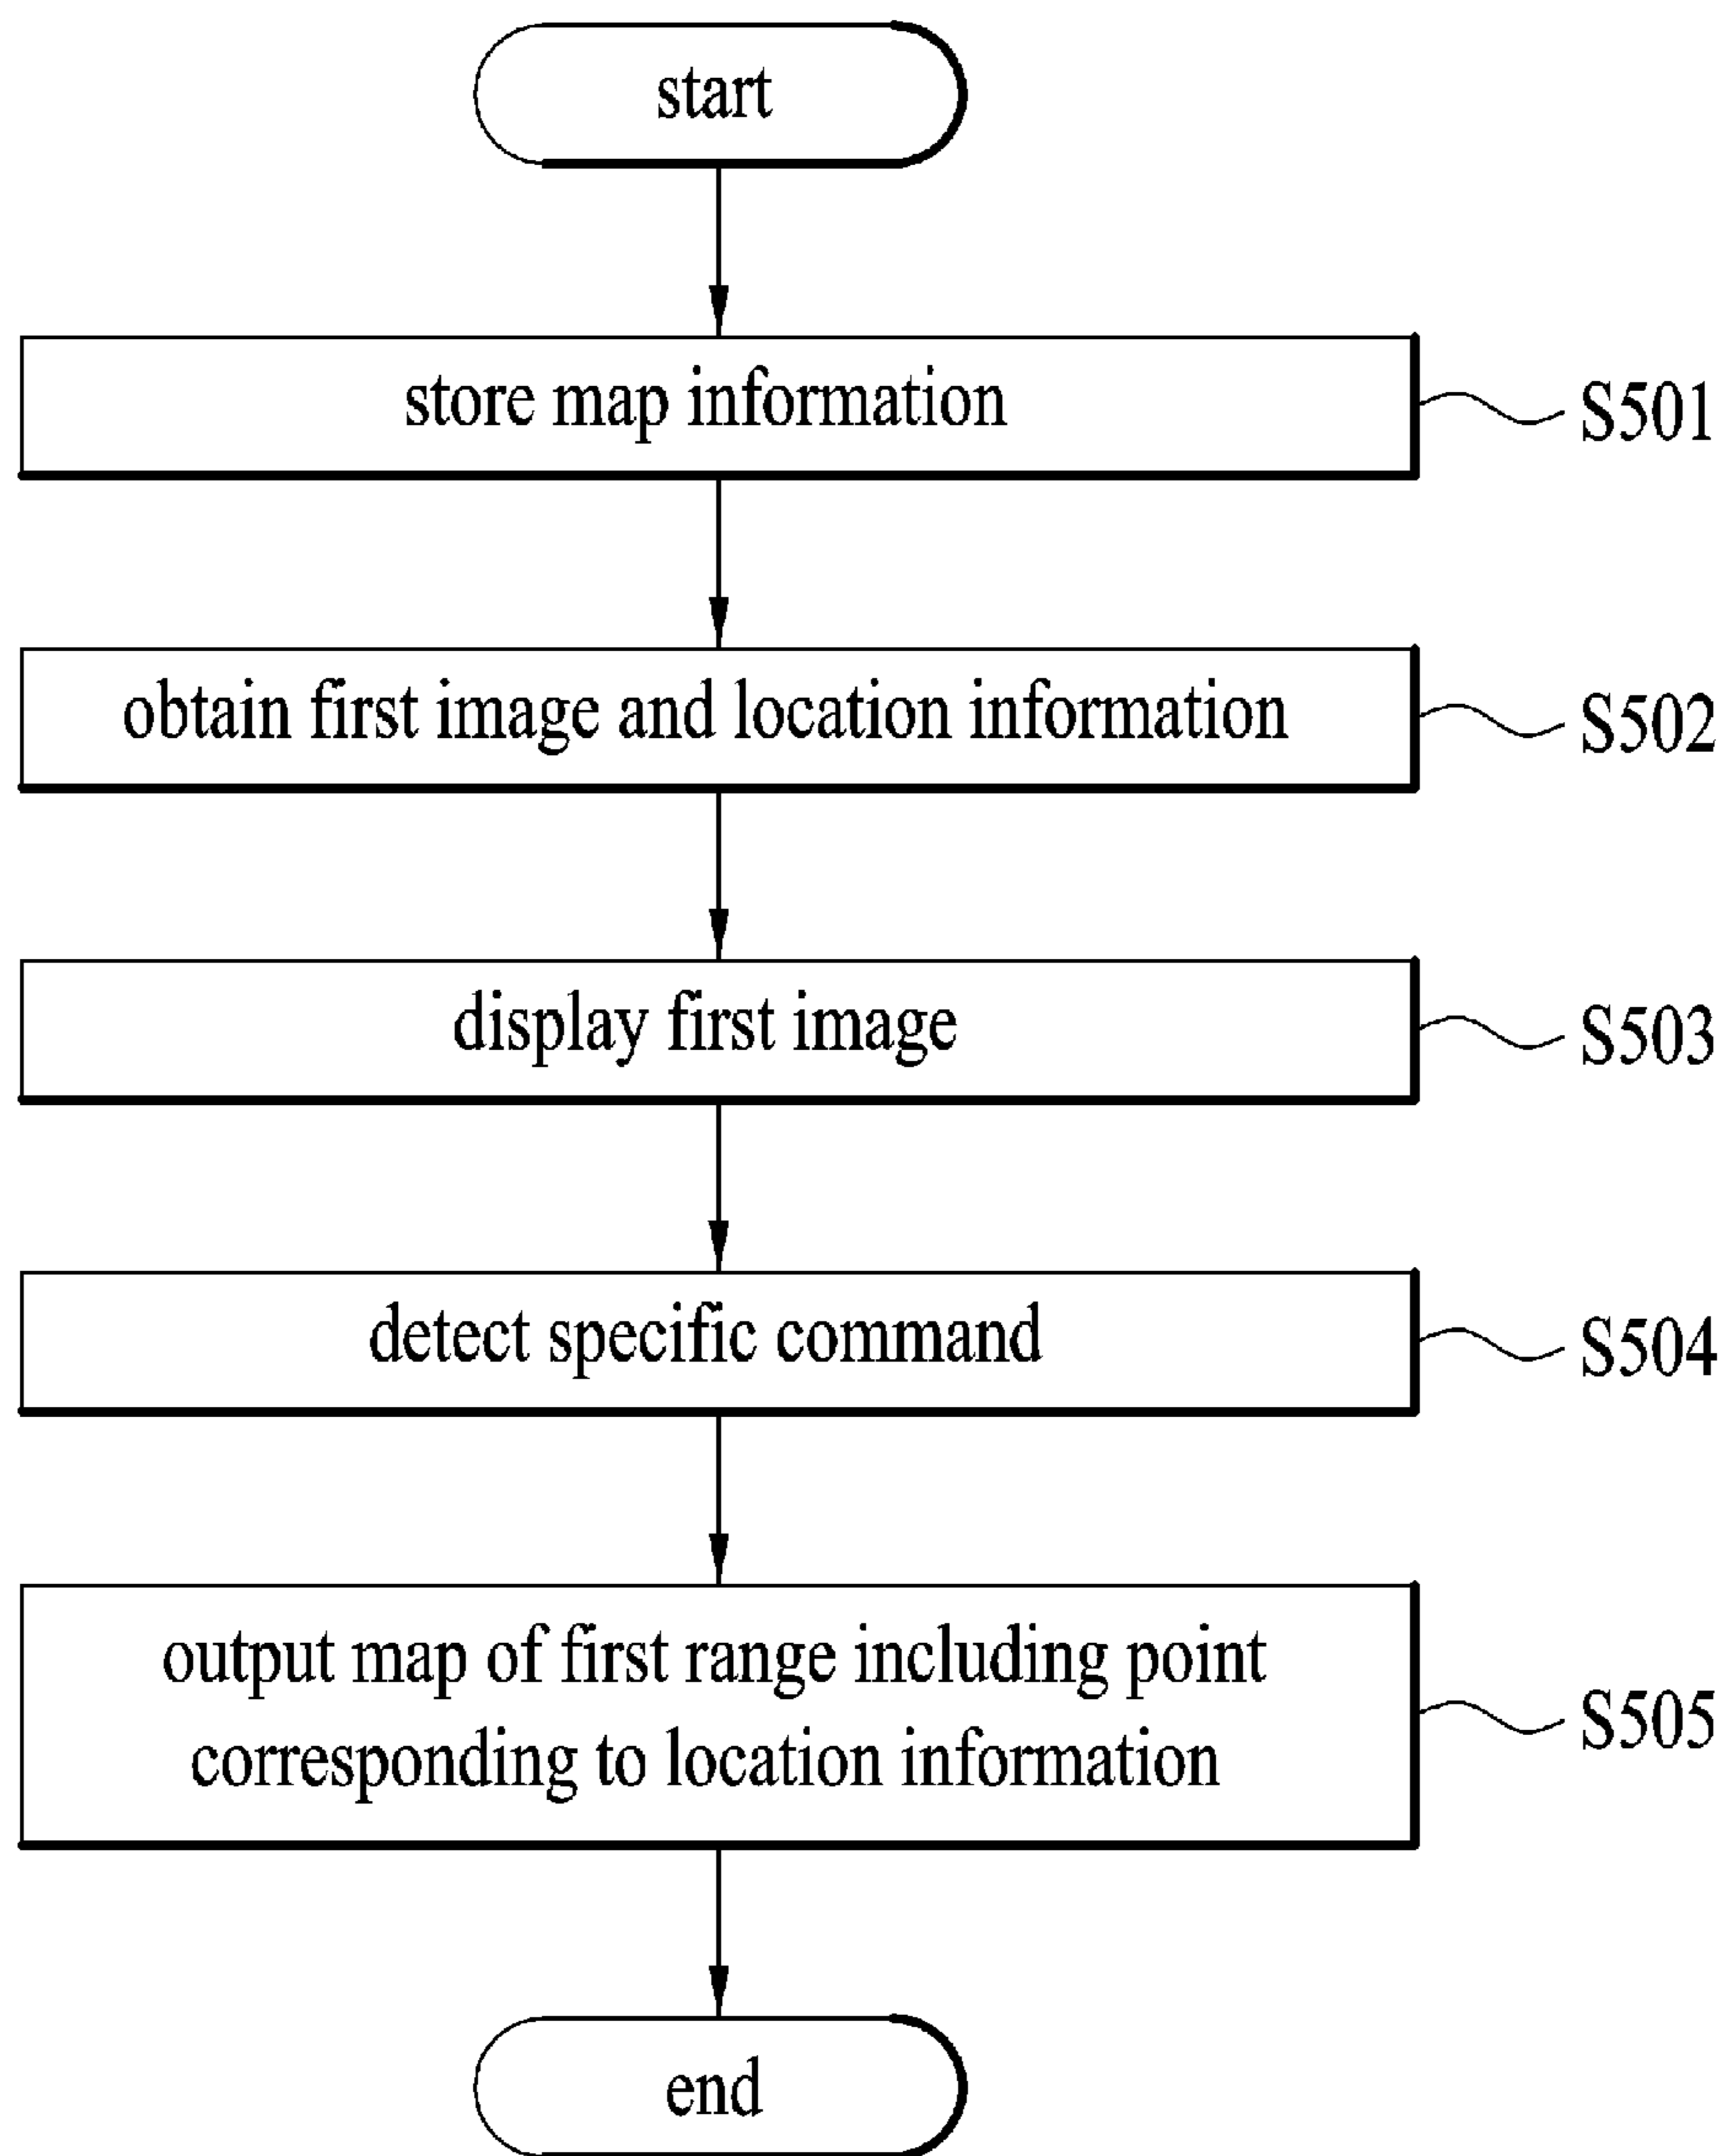 start
store map information
S501
obtain first image and location information
S502
display first image
S503
detect specific command
S504
output map of first range including point
corresponding to location information
S505
end